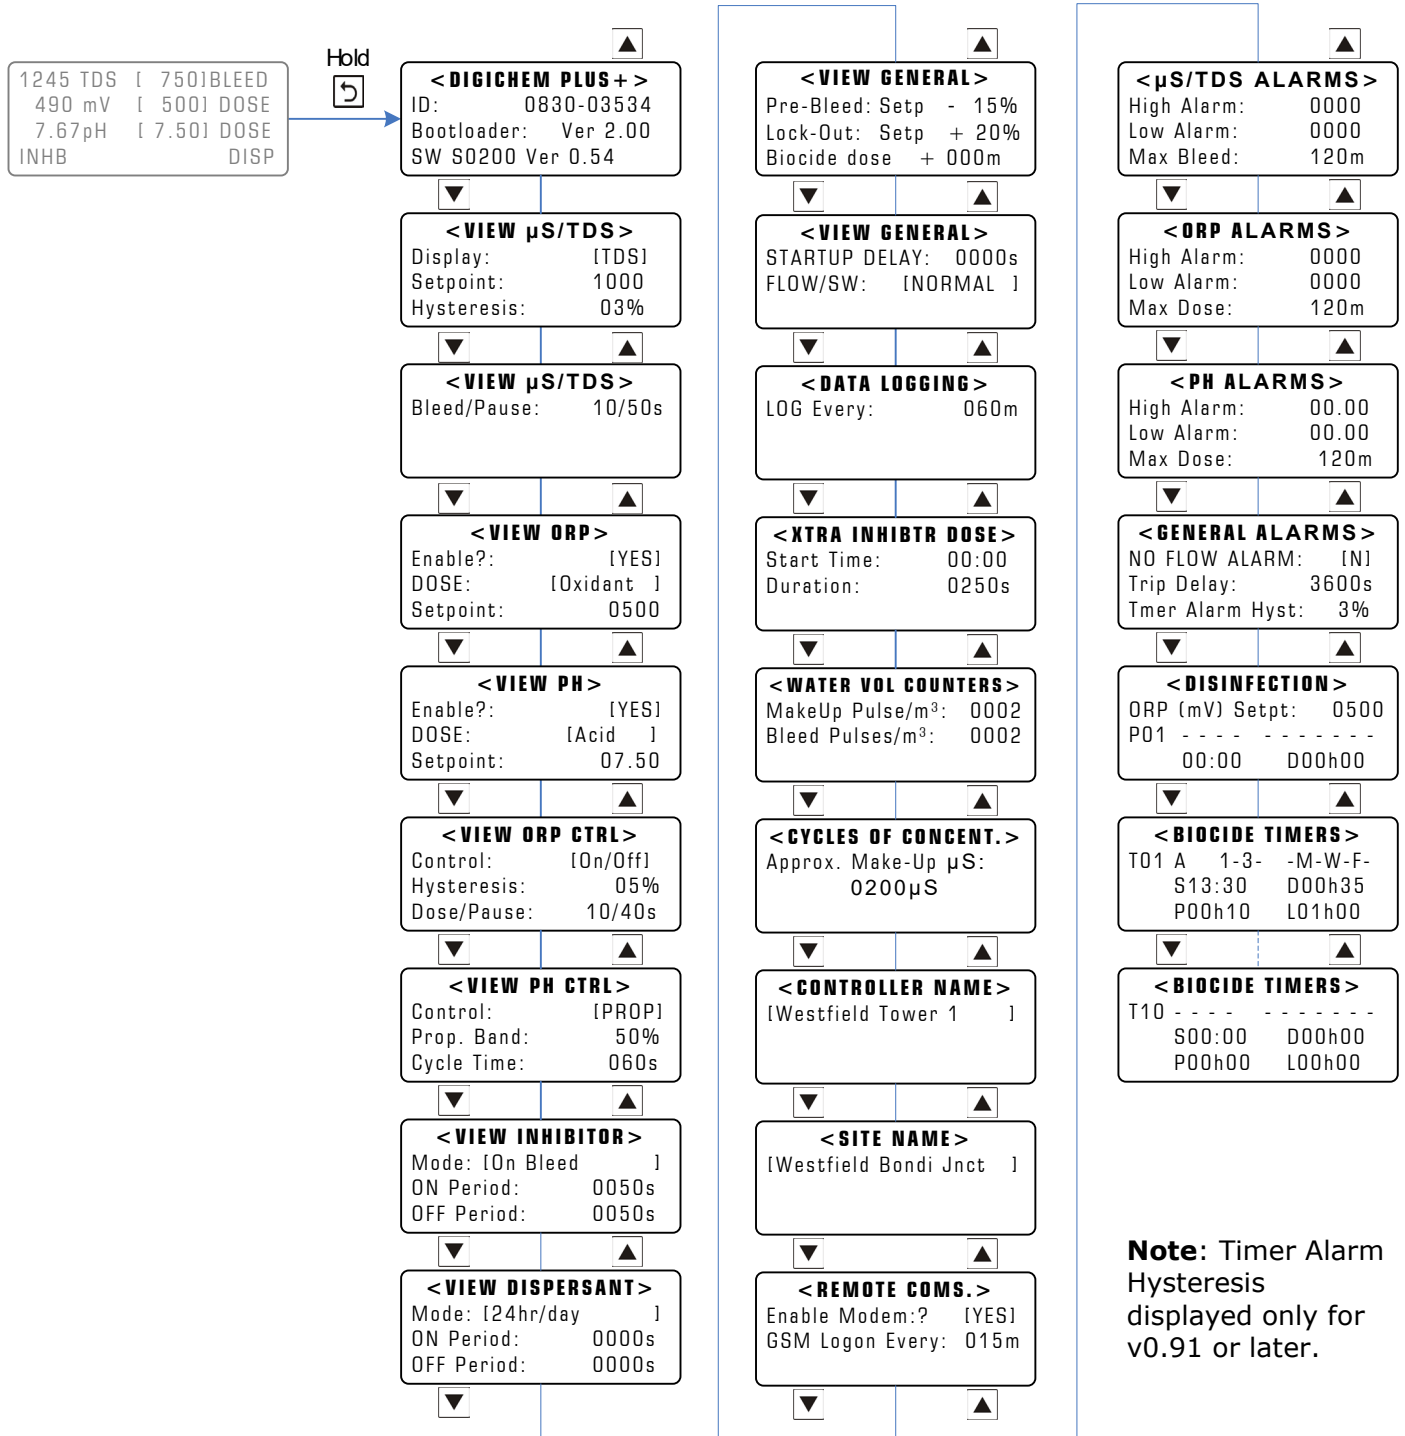 1245 TDS [ 750]BLEED
490 mV [ 500] DOSE
7.67pH [ 7.50] DOSE
INHB DISP
Hold
<DIGICHEM PLUS+>
ID: 0830-03534
Bootloader: Ver 2.00
SW S0200 Ver 0.54
<VIEW µS/TDS>
Display: [TDS]
Setpoint: 1000
Hysteresis: 03%
<VIEW µS/TDS>
Bleed/Pause: 10/50s
<VIEW ORP>
Enable?: [YES]
DOSE: [Oxidant ]
Setpoint: 0500
<VIEW PH>
Enable?: [YES]
DOSE: [Acid ]
Setpoint: 07.50
<VIEW ORP CTRL>
Control: [On/Off]
Hysteresis: 05%
Dose/Pause: 10/40s
<VIEW PH CTRL>
Control: [PROP]
Prop. Band: 50%
Cycle Time: 060s
<VIEW INHIBITOR>
Mode: [On Bleed ]
ON Period: 0050s
OFF Period: 0050s
<VIEW DISPERSANT>
Mode: [24hr/day ]
ON Period: 0000s
OFF Period: 0000s
<VIEW GENERAL>
Pre-Bleed: Setp - 15%
Lock-Out: Setp + 20%
Biocide dose + 000m
<VIEW GENERAL>
STARTUP DELAY: 0000s
FLOW/SW: [NORMAL ]
<DATA LOGGING>
LOG Every: 060m
<XTRA INHIBTR DOSE>
Start Time: 00:00
Duration: 0250s
<WATER VOL COUNTERS>
MakeUp Pulse/m³: 0002
Bleed Pulses/m³: 0002
<CYCLES OF CONCENT.>
Approx. Make-Up µS:
0200µS
<CONTROLLER NAME>
[Westfield Tower 1 ]
<SITE NAME>
[Westfield Bondi Jnct ]
<REMOTE COMS.>
Enable Modem:? [YES]
GSM Logon Every: 015m
<µS/TDS ALARMS>
High Alarm: 0000
Low Alarm: 0000
Max Bleed: 120m
<ORP ALARMS>
High Alarm: 0000
Low Alarm: 0000
Max Dose: 120m
<PH ALARMS>
High Alarm: 00.00
Low Alarm: 00.00
Max Dose: 120m
<GENERAL ALARMS>
NO FLOW ALARM: [N]
Trip Delay: 3600s
Tmer Alarm Hyst: 3%
<DISINFECTION>
ORP (mV) Setpt: 0500
P01 - - - - - - - - - - -
00:00 D00h00
<BIOCIDE TIMERS>
T01 A 1-3- -M-W-F-
S13:30 D00h35
P00h10 L01h00
<BIOCIDE TIMERS>
T10 - - - - - - - - - - -
S00:00 D00h00
P00h00 L00h00
Note: Timer Alarm
Hysteresis
displayed only for
v0.91 or later.